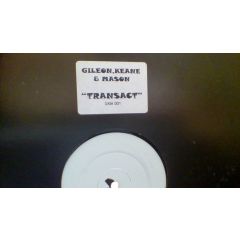 GILEON,KEANE
& MASON
"TRANSACT"